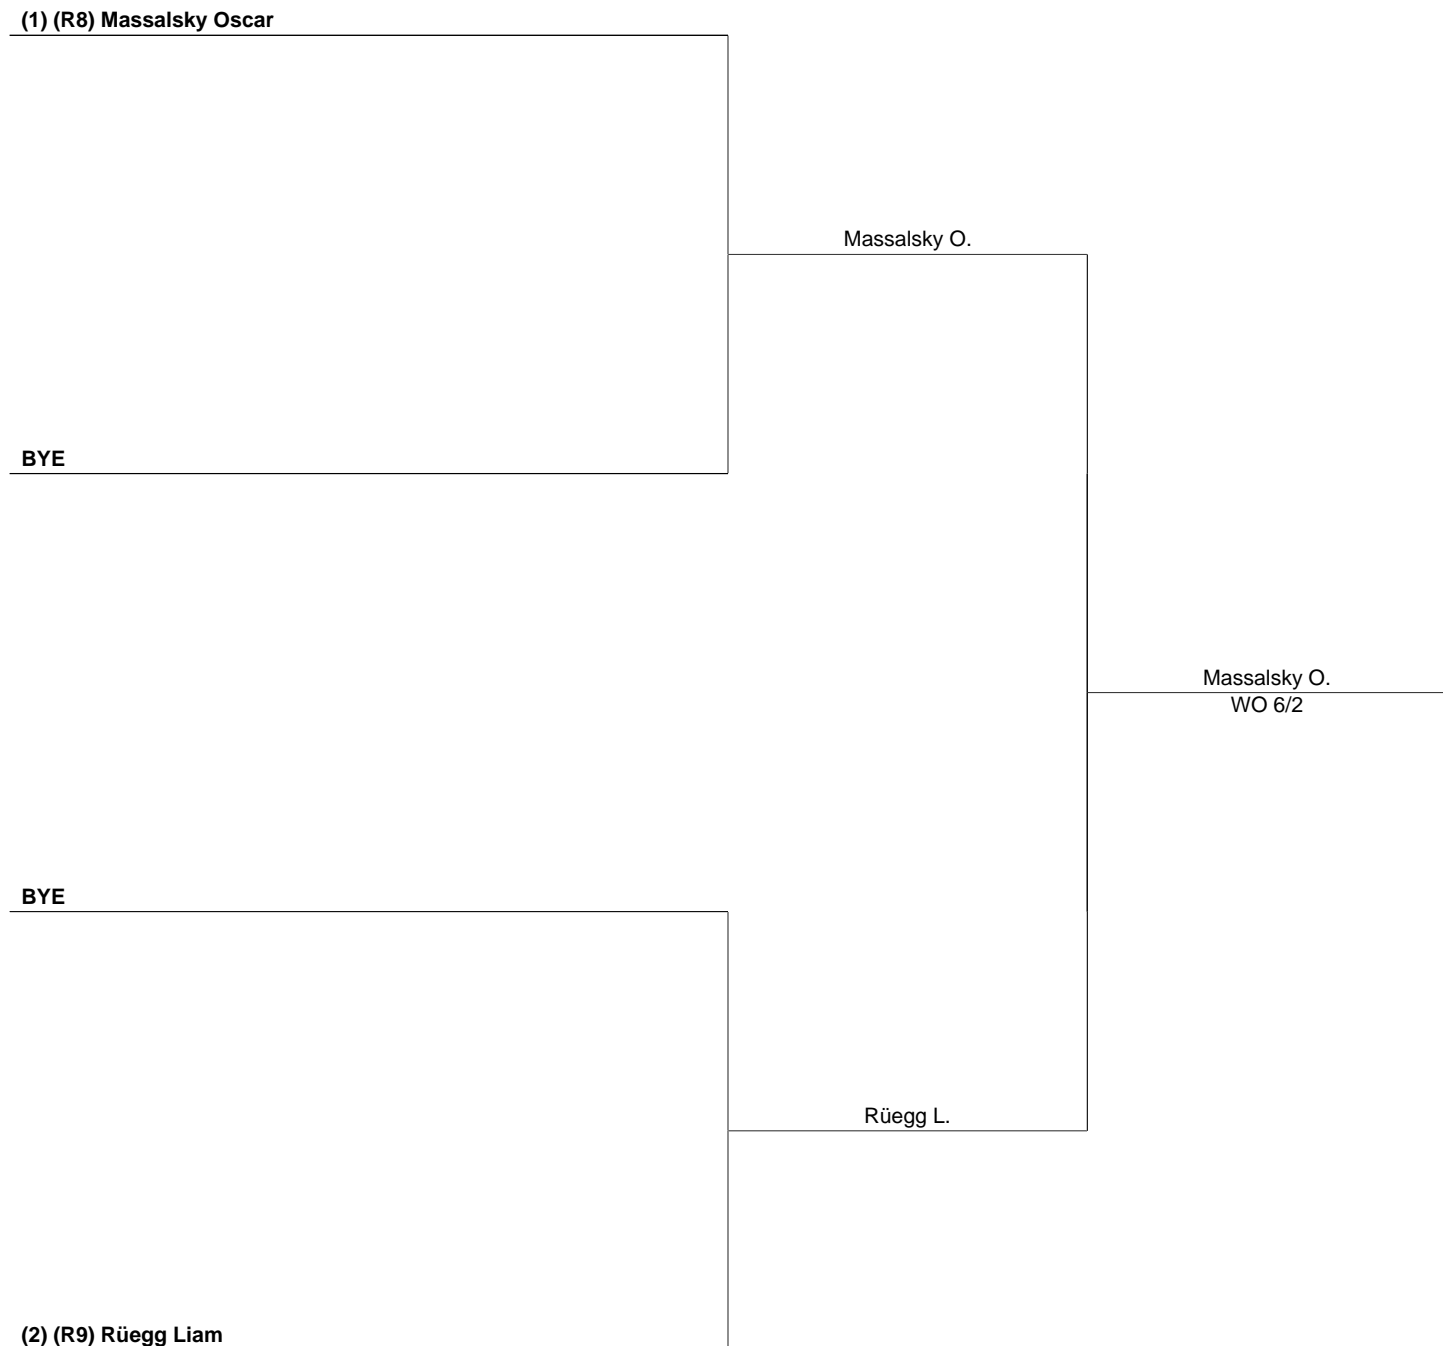 (1) (R8) Massalsky Oscar
Massalsky O.
BYE
Massalsky O.
WO 6/2
BYE
Rüegg L.
(2) (R9) Rüegg Liam